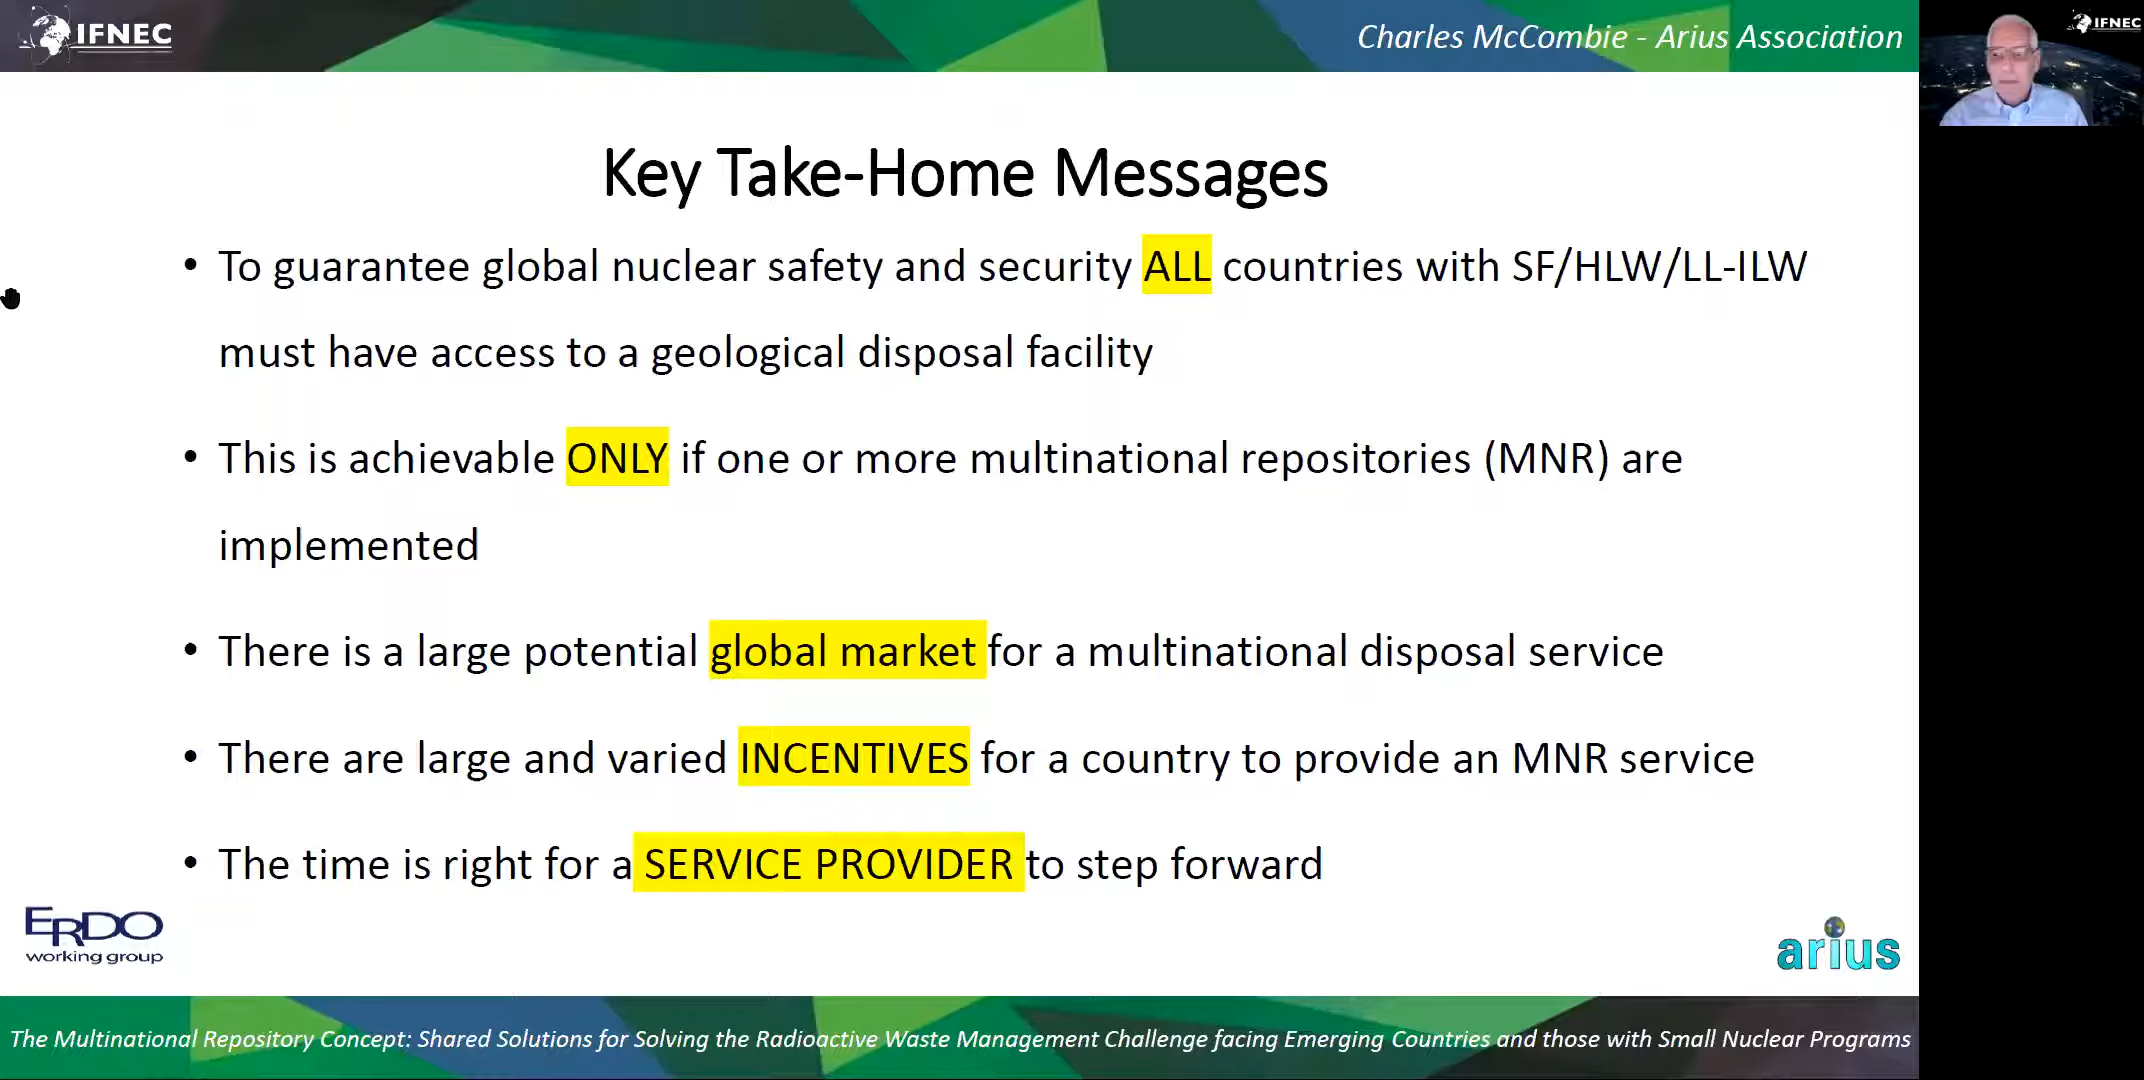 IFNEC
Charles McCombie - Arius Association
IFNEC
Key Take-Home Messages
• To guarantee global nuclear safety and security ALL countries with SF/HLW/LL-ILW
must have access to a geological disposal facility
• This is achievable ONLY if one or more multinational repositories (MNR) are
implemented
• There is a large potential global market for a multinational disposal service
• There are large and varied INCENTIVES for a country to provide an MNR service
• The time is right for a SERVICE PROVIDER to step forward
ERDO
working group
arius
The Multinational Repository Concept: Shared Solutions for Solving the Radioactive Waste Management Challenge facing Emerging Countries and those with Small Nuclear Programs